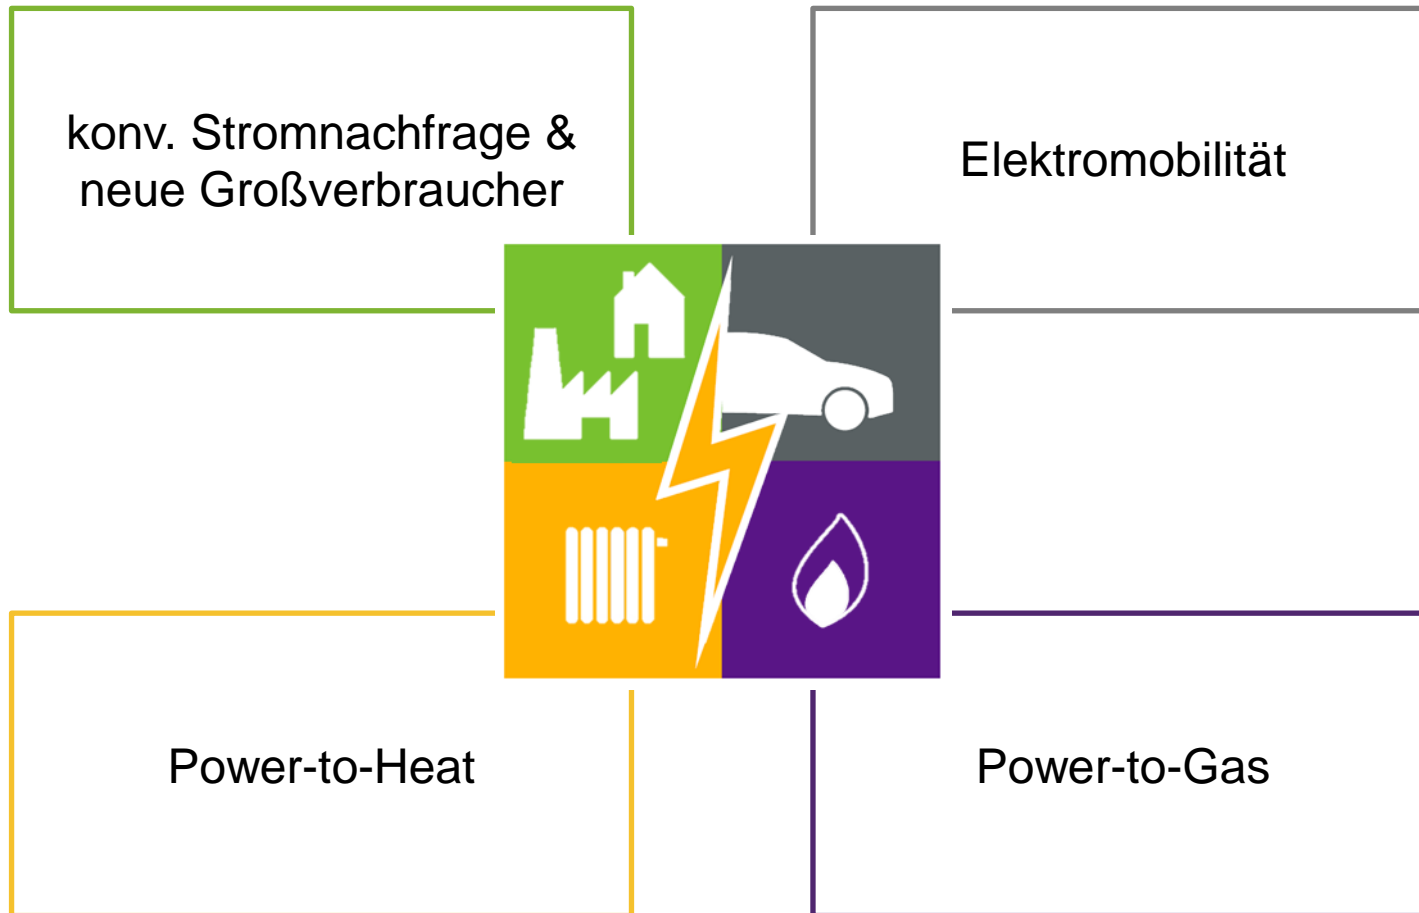 konv. Stromnachfrage &
neue Großverbraucher
Elektromobilität
Power-to-Heat
Power-to-Gas